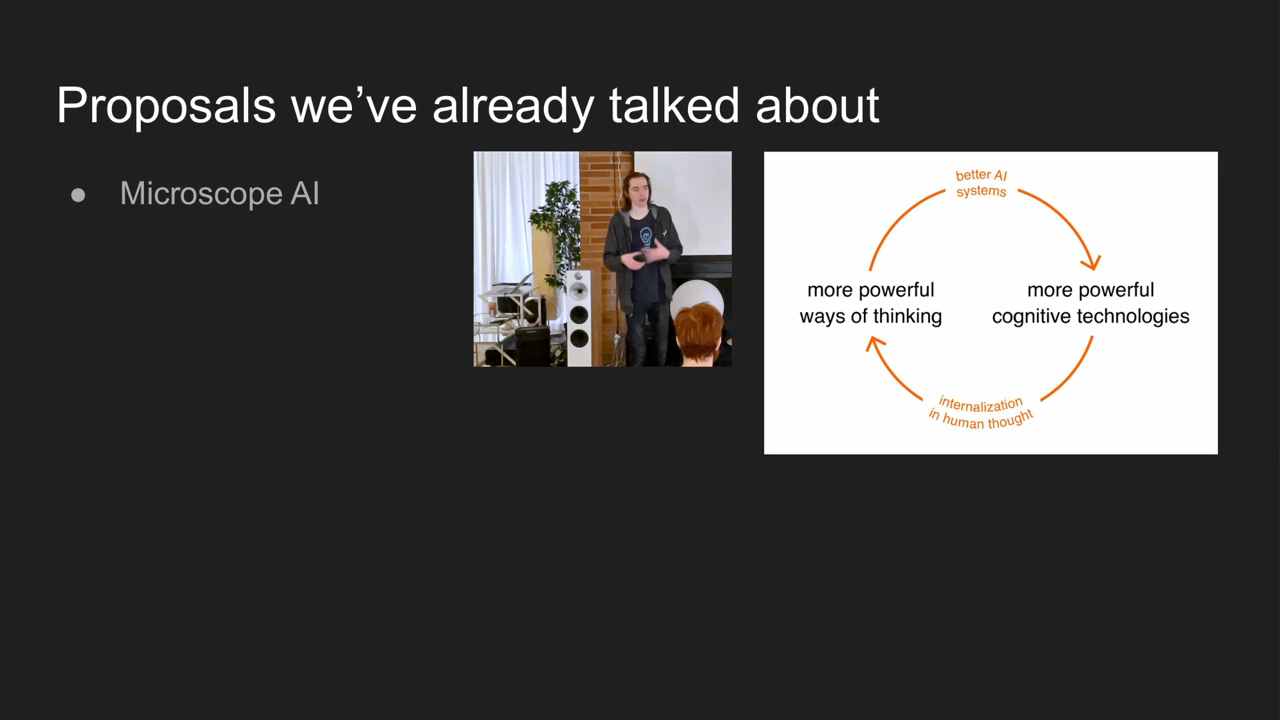 Proposals we’ve already talked about
● Microscope AI
better AI
systems
more powerful
ways of thinking
more powerful
cognitive technologies
internalization
in human thought